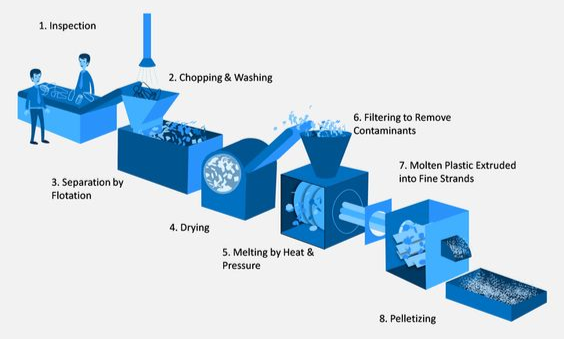 1. Inspection
2. Chopping & Washing
3. Separation by
Flotation
4. Drying
5. Melting by Heat &
Pressure
6. Filtering to Remove
Contaminants
7. Molten Plastic Extruded
into Fine Strands
8. Pelletizing